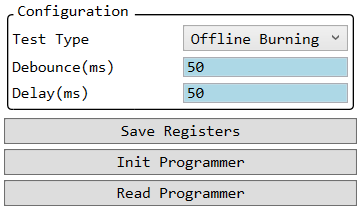 Configuration
Test Type Offline Burning
Debounce(ms) 50
Delay(ms) 50
Save Registers
Init Programmer
Read Programmer